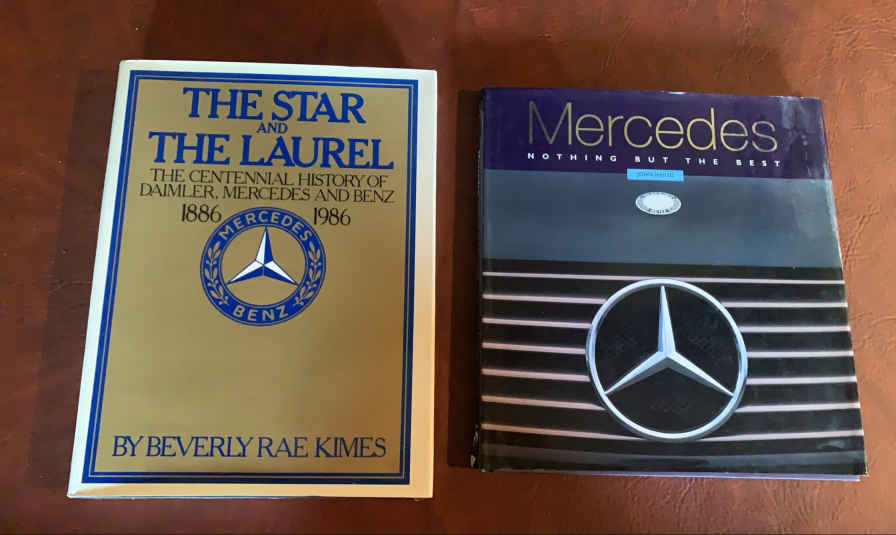 THE STAR
AND
THE LAUREL
THE CENTENNIAL HISTORY OF
DAIMLER, MERCEDES AND BENZ
1886 1986
MERCEDES
BENZ
BY BEVERLY RAE KIMES
Mercedes
NOTHING BUT THE BEST